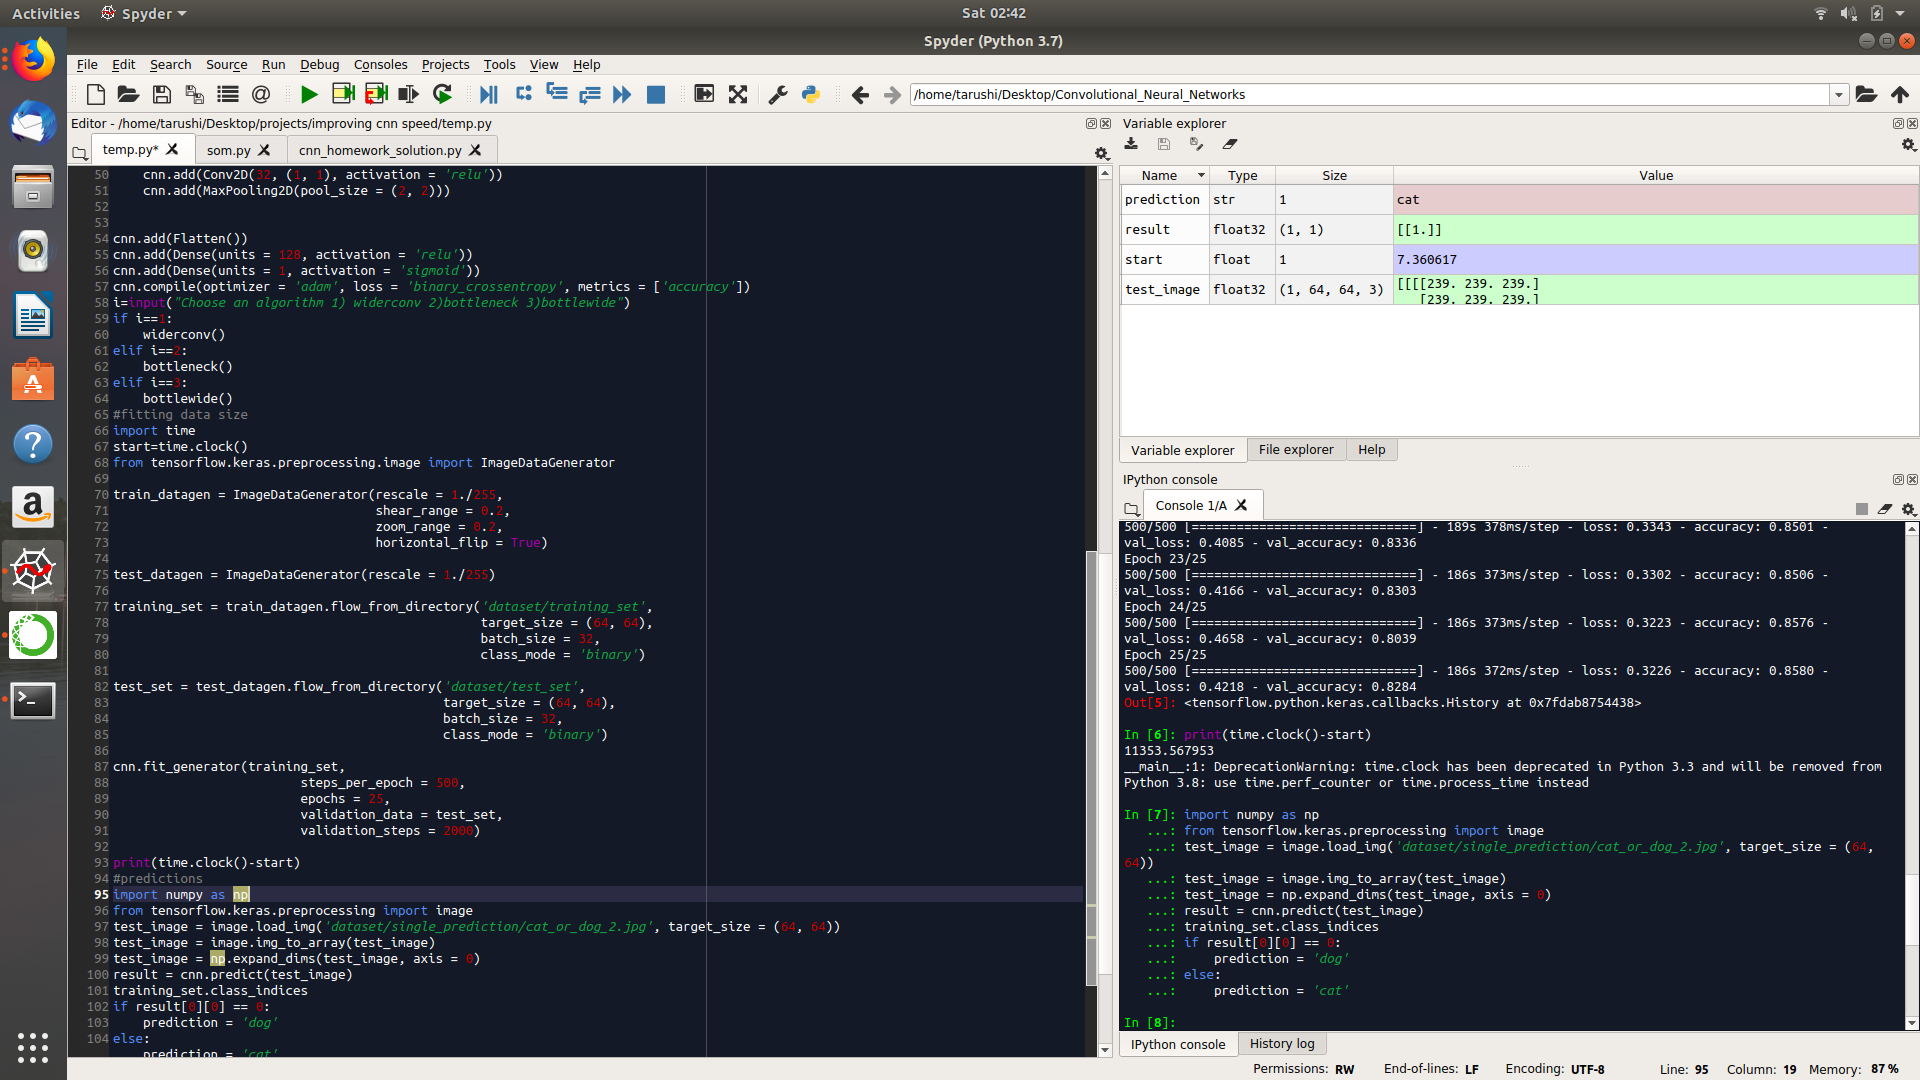 Activities Spyder Sat 02:42
Spyder (Python 3.7)
File Edit Search Source Run Debug Consoles Projects Tools View Help
/home/tarushi/Desktop/Convolutional_Neural_Networks
Editor - /home/tarushi/Desktop/projects/improving cnn speed/temp.py
temp.py* som.py cnn_homework_solution.py
50     cnn.add(Conv2D(32, (1, 1), activation = 'relu'))
51     cnn.add(MaxPooling2D(pool_size = (2, 2)))
52
53
54 cnn.add(Flatten())
55 cnn.add(Dense(units = 128, activation = 'relu'))
56 cnn.add(Dense(units = 1, activation = 'sigmoid'))
57 cnn.compile(optimizer = 'adam', loss = 'binary_crossentropy', metrics = ['accuracy'])
58 i=input("Choose an algorithm 1) widerconv 2)bottleneck 3)bottlewide")
59 if i==1:
60     widerconv()
61 elif i==2:
62     bottleneck()
63 elif i==3:
64     bottlewide()
65 #fitting data size
66 import time
67 start=time.clock()
68 from tensorflow.keras.preprocessing.image import ImageDataGenerator
69
70 train_datagen = ImageDataGenerator(rescale = 1./255,
71                                    shear_range = 0.2,
72                                    zoom_range = 0.2,
73                                    horizontal_flip = True)
74
75 test_datagen = ImageDataGenerator(rescale = 1./255)
76
77 training_set = train_datagen.flow_from_directory('dataset/training_set',
78                                                  target_size = (64, 64),
79                                                  batch_size = 32,
80                                                  class_mode = 'binary')
81
82 test_set = test_datagen.flow_from_directory('dataset/test_set',
83                                             target_size = (64, 64),
84                                             batch_size = 32,
85                                             class_mode = 'binary')
86
87 cnn.fit_generator(training_set,
88                          steps_per_epoch = 500,
89                          epochs = 25,
90                          validation_data = test_set,
91                          validation_steps = 2000)
92
93 print(time.clock()-start)
94 #predictions
95 import numpy as np
96 from tensorflow.keras.preprocessing import image
97 test_image = image.load_img('dataset/single_prediction/cat_or_dog_2.jpg', target_size = (64, 64))
98 test_image = image.img_to_array(test_image)
99 test_image = np.expand_dims(test_image, axis = 0)
100 result = cnn.predict(test_image)
101 training_set.class_indices
102 if result[0][0] == 0:
103     prediction = 'dog'
104 else:
    prediction = 'cat'
Variable explorer
Name Type Size Value
prediction str 1 cat
result float32 (1, 1) [[1.]]
start float 1 7.360617
test_image float32 (1, 64, 64, 3) [[[[239. 239. 239.]
[239. 239. 239.]
Variable explorer File explorer Help
IPython console
Console 1/A
500/500 [==============================] - 189s 378ms/step - loss: 0.3343 - accuracy: 0.8501 -
val_loss: 0.4085 - val_accuracy: 0.8336
Epoch 23/25
500/500 [==============================] - 186s 373ms/step - loss: 0.3302 - accuracy: 0.8506 -
val_loss: 0.4166 - val_accuracy: 0.8303
Epoch 24/25
500/500 [==============================] - 186s 373ms/step - loss: 0.3223 - accuracy: 0.8576 -
val_loss: 0.4658 - val_accuracy: 0.8039
Epoch 25/25
500/500 [==============================] - 186s 372ms/step - loss: 0.3226 - accuracy: 0.8580 -
val_loss: 0.4218 - val_accuracy: 0.8284
Out[5]: <tensorflow.python.keras.callbacks.History at 0x7fdab8754438>
In [6]: print(time.clock()-start)
11353.567953
__main__:1: DeprecationWarning: time.clock has been deprecated in Python 3.3 and will be removed from
Python 3.8: use time.perf_counter or time.process_time instead
In [7]: import numpy as np
...: from tensorflow.keras.preprocessing import image
...: test_image = image.load_img('dataset/single_prediction/cat_or_dog_2.jpg', target_size = (64,
64))
...: test_image = image.img_to_array(test_image)
...: test_image = np.expand_dims(test_image, axis = 0)
...: result = cnn.predict(test_image)
...: training_set.class_indices
...: if result[0][0] == 0:
...:     prediction = 'dog'
...: else:
...:     prediction = 'cat'
In [8]:
IPython console History log
Permissions: RW End-of-lines: LF Encoding: UTF-8 Line: 95 Column: 19 Memory: 87 %